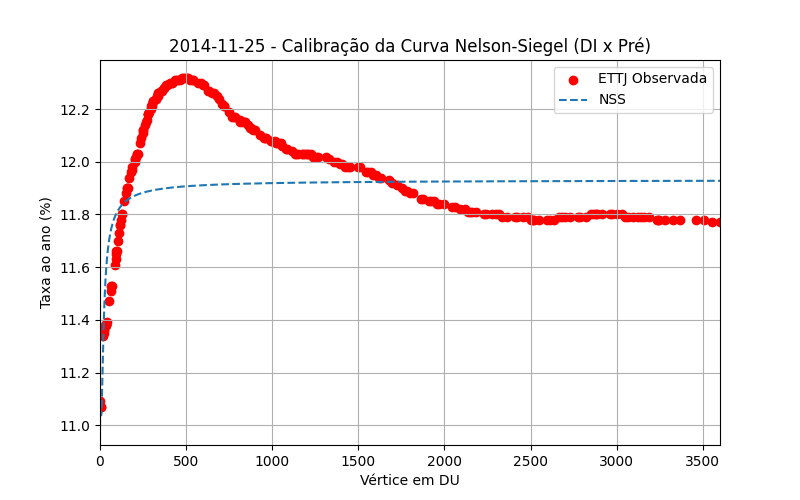 2014-11-25 - Calibração da Curva Nelson-Siegel (DI x Pré)
ETTJ Observada
NSS
Taxa ao ano (%)
12.2
12.0
11.8
11.6
11.4
11.2
11.0
0 500 1000 1500 2000 2500 3000 3500
Vértice em DU